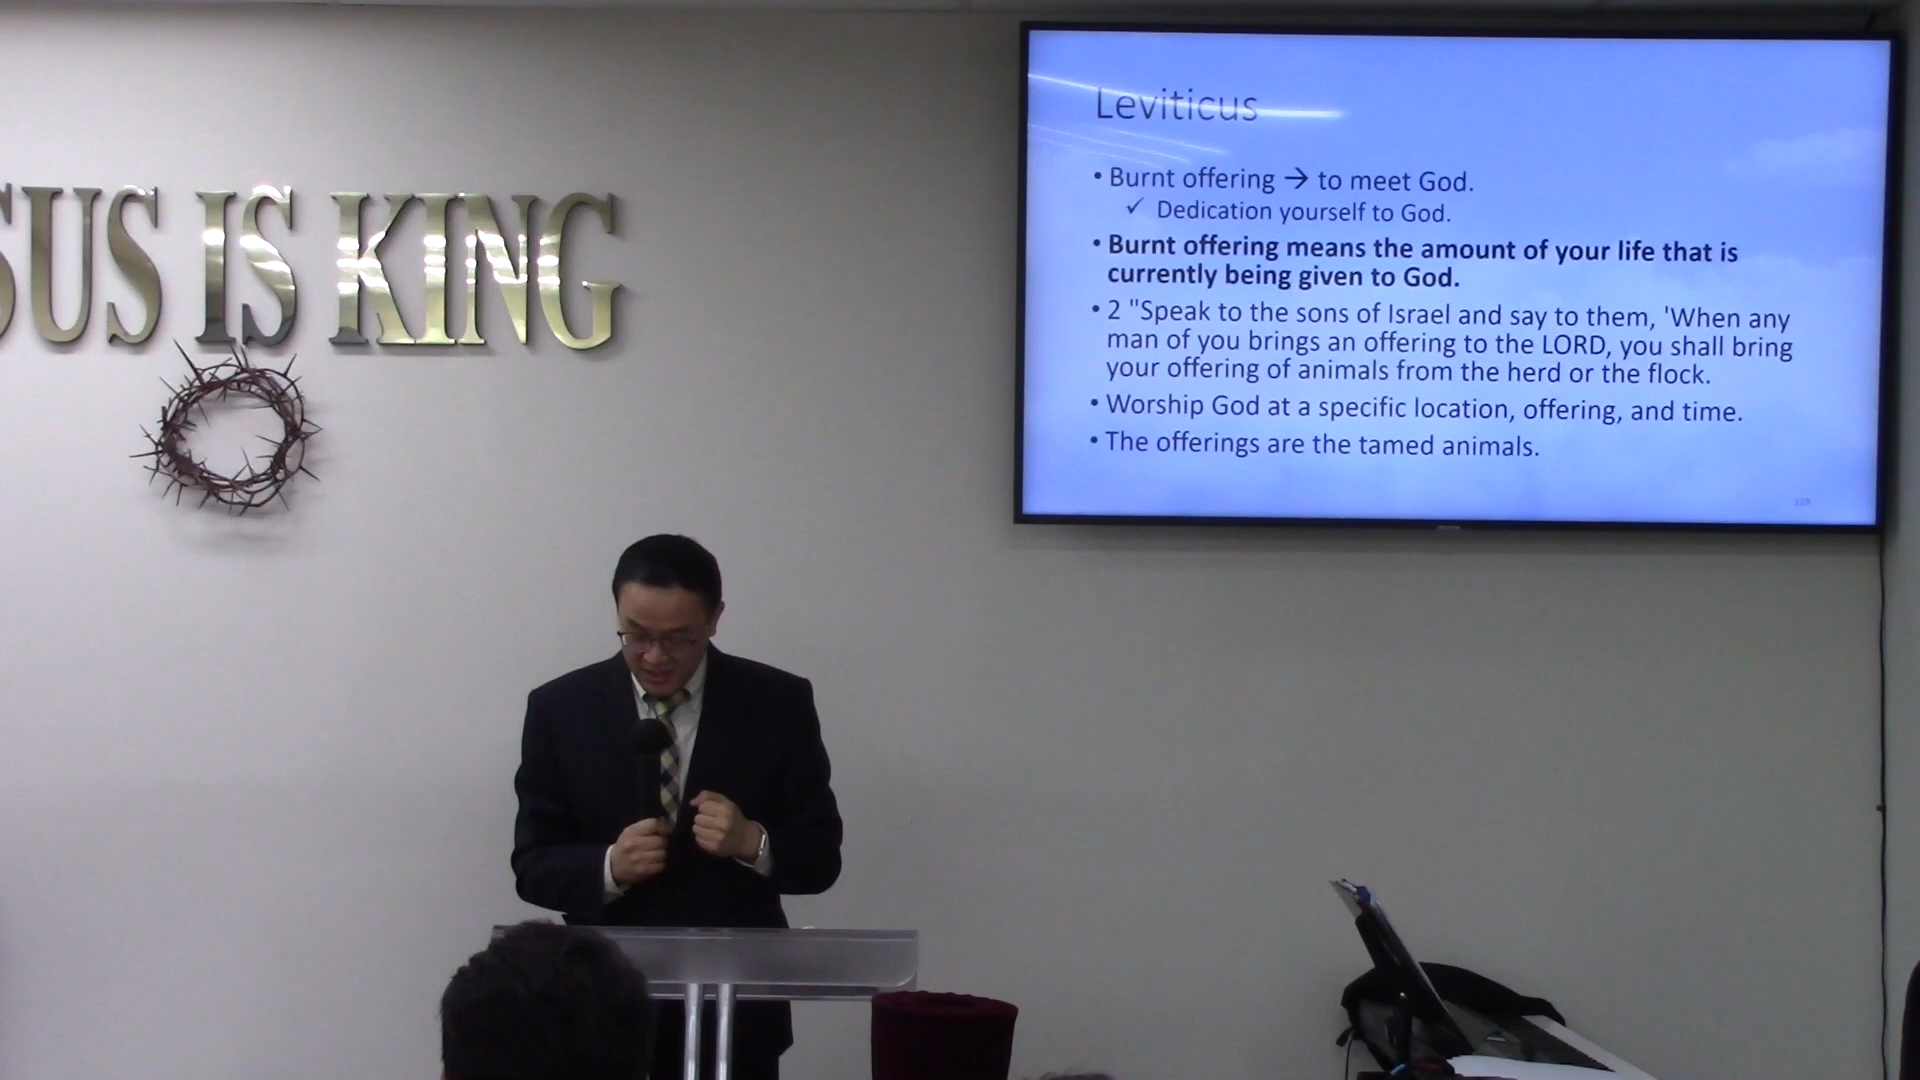 SUS IS KING
Leviticus
• Burnt offering → to meet God.
✓ Dedication yourself to God.
• Burnt offering means the amount of your life that is
currently being given to God.
• 2 "Speak to the sons of Israel and say to them, 'When any
man of you brings an offering to the LORD, you shall bring
your offering of animals from the herd or the flock.
• Worship God at a specific location, offering, and time.
• The offerings are the tamed animals.
129